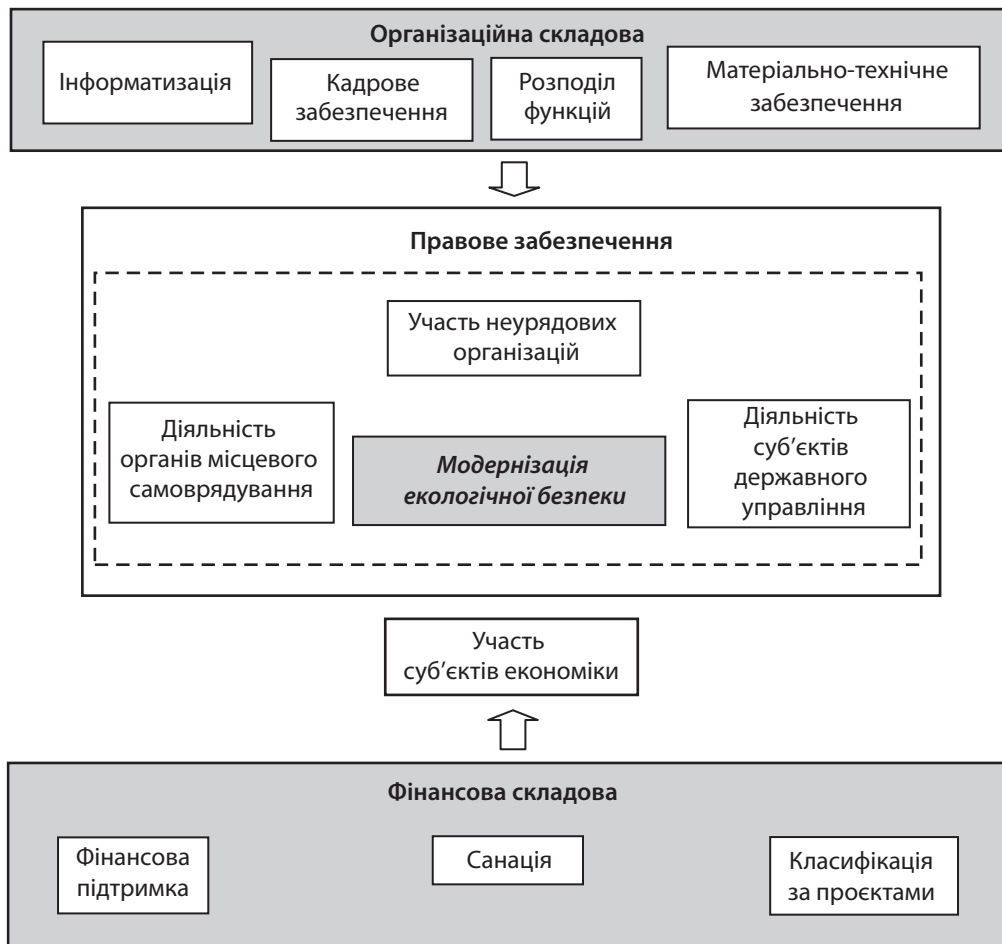 Організаційна складова
Інформатизація
Кадрове
забезпечення
Розподіл
функцій
Матеріально-технічне
забезпечення
Правове забезпечення
Участь неурядових
організацій
Діяльність
органів місцевого
самоврядування
Модернізація
екологічної безпеки
Діяльність
суб’єктів
державного
управління
Участь
суб’єктів економіки
Фінансова складова
Фінансова
підтримка
Санація
Класифікація
за проєктами